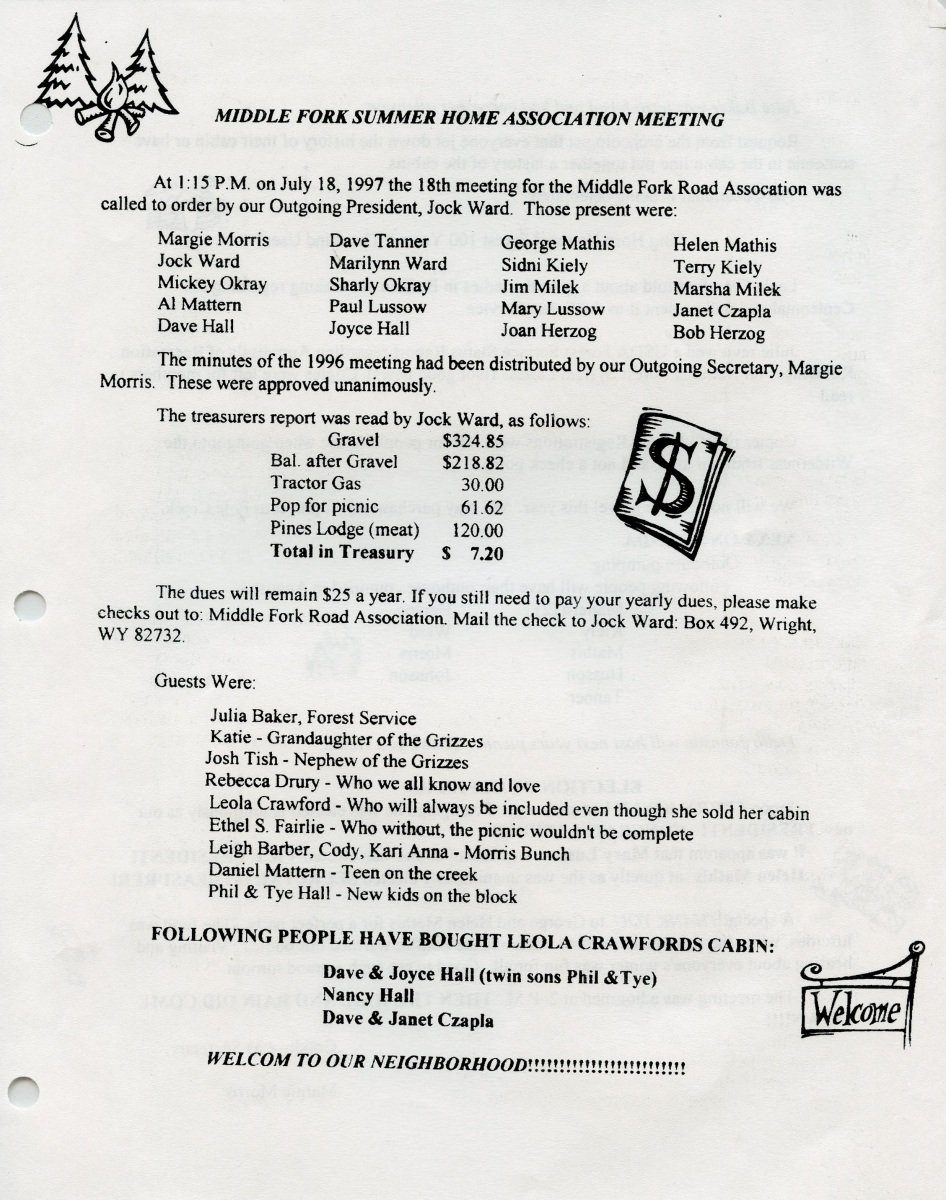 MIDDLE FORK SUMMER HOME ASSOCIATION MEETING
At 1:15 P.M. on July 18, 1997 the 18th meeting for the Middle Fork Road Assocation was
called to order by our Outgoing President, Jock Ward. Those present were:
Margie Morris Dave Tanner George Mathis Helen Mathis
Jock Ward Marilynn Ward Sidni Kiely Terry Kiely
Mickey Okray Sharly Okray Jim Milek Marsha Milek
Al Mattern Paul Lussow Mary Lussow Janet Czapla
Dave Hall Joyce Hall Joan Herzog Bob Herzog
The minutes of the 1996 meeting had been distributed by our Outgoing Secretary, Margie
Morris. These were approved unanimously.
The treasurers report was read by Jock Ward, as follows:
Gravel $324.85
Bal. after Gravel $218.82
Tractor Gas 30.00
Pop for picnic 61.62
Pines Lodge (meat) 120.00
Total in Treasury $ 7.20
$
The dues will remain $25 a year. If you still need to pay your yearly dues, please make
checks out to: Middle Fork Road Association. Mail the check to Jock Ward: Box 492, Wright,
WY 82732.
Guests Were:
Julia Baker, Forest Service
Katie - Grandaughter of the Grizzes
Josh Tish - Nephew of the Grizzes
Rebecca Drury - Who we all know and love
Leola Crawford - Who will always be included even though she sold her cabin
Ethel S. Fairlie - Who without, the picnic wouldn't be complete
Leigh Barber, Cody, Kari Anna - Morris Bunch
Daniel Mattern - Teen on the creek
Phil & Tye Hall - New kids on the block
FOLLOWING PEOPLE HAVE BOUGHT LEOLA CRAWFORDS CABIN:
Dave & Joyce Hall (twin sons Phil &Tye)
Nancy Hall
Dave & Janet Czapla
Welcome
WELCOM TO OUR NEIGHBORHOOD!!!!!!!!!!!!!!!!!!!!!!!!!